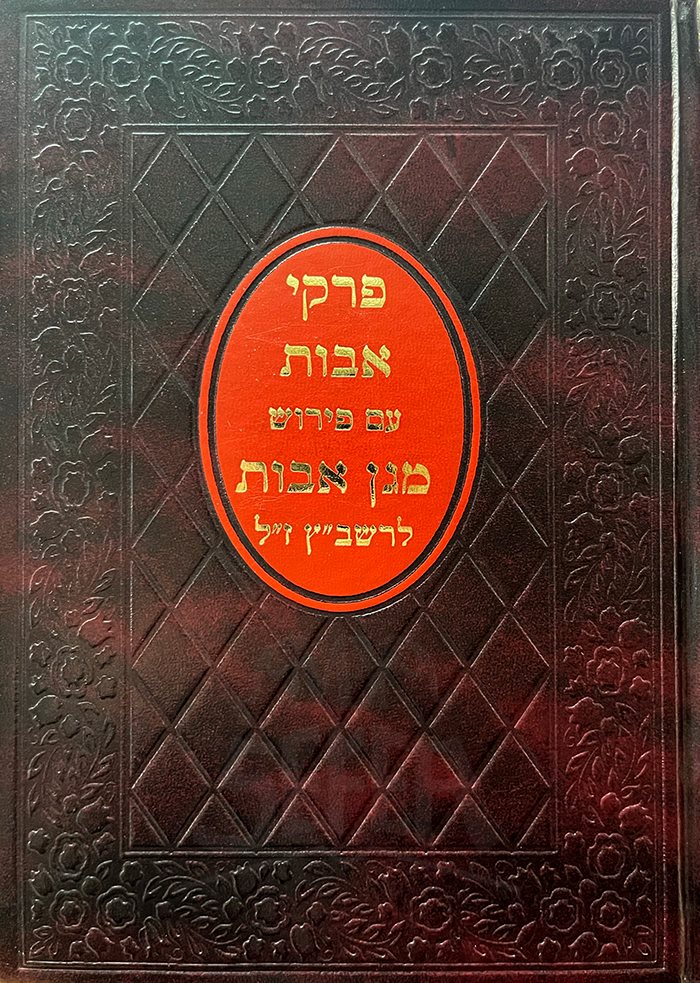 פרקי
אבות
עם פירוש
מגן אבות
לרשב״ץ ז״ל